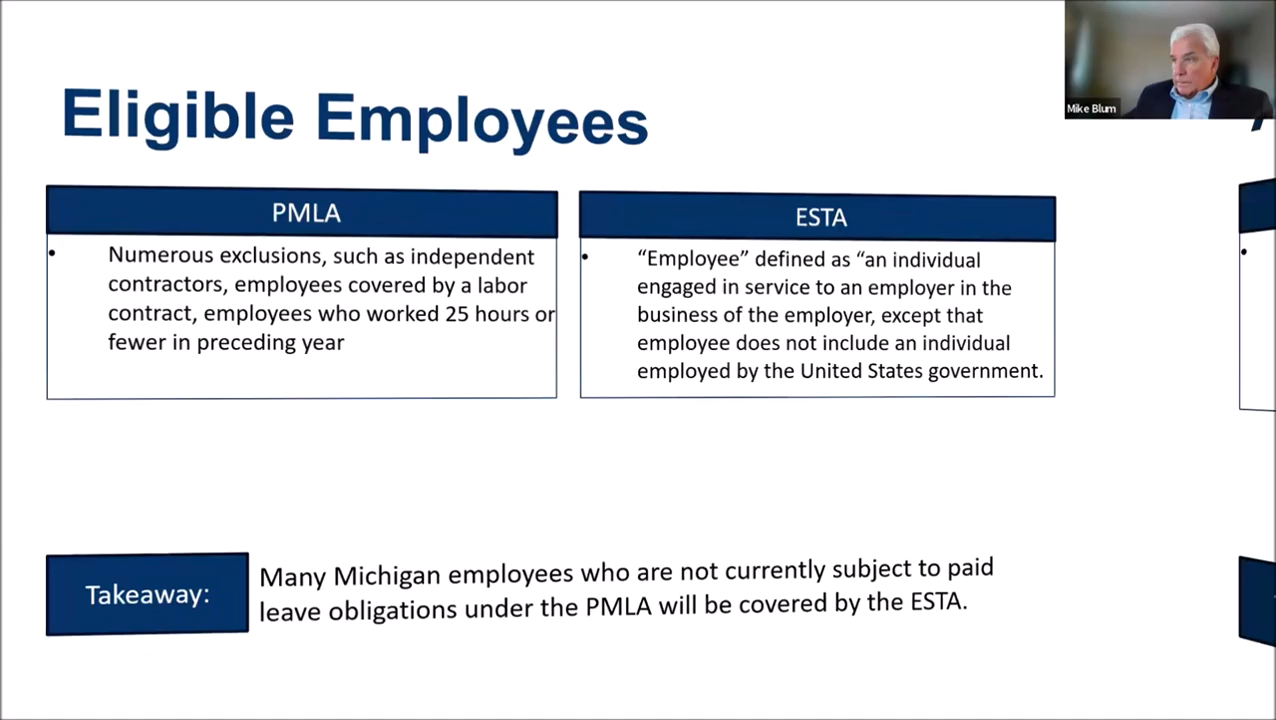 Mike Blum
Eligible Employees
PMLA
• Numerous exclusions, such as independent
contractors, employees covered by a labor
contract, employees who worked 25 hours or
fewer in preceding year
ESTA
• “Employee” defined as “an individual
engaged in service to an employer in the
business of the employer, except that
employee does not include an individual
employed by the United States government.
Takeaway:
Many Michigan employees who are not currently subject to paid
leave obligations under the PMLA will be covered by the ESTA.